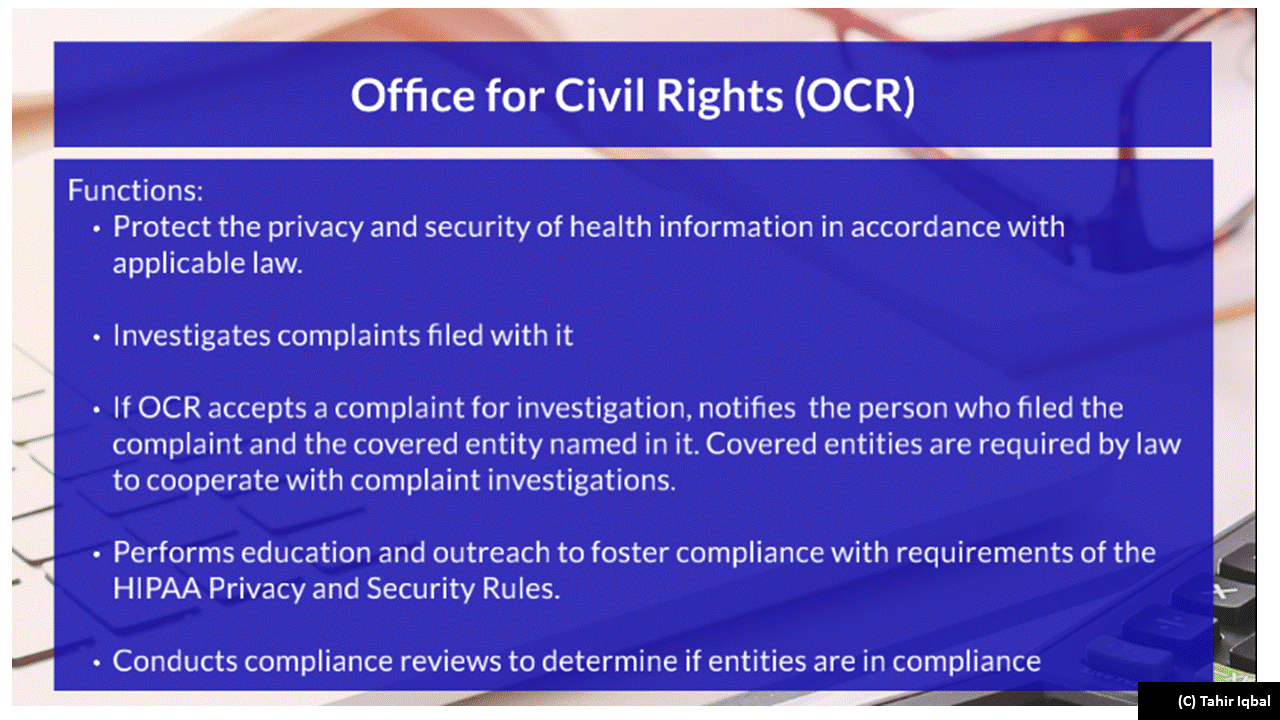 Office for Civil Rights (OCR)
Functions:
• Protect the privacy and security of health information in accordance with
applicable law.
• Investigates complaints filed with it
• If OCR accepts a complaint for investigation, notifies  the person who filed the
complaint and the covered entity named in it. Covered entities are required by law
to cooperate with complaint investigations.
• Performs education and outreach to foster compliance with requirements of the
HIPAA Privacy and Security Rules.
• Conducts compliance reviews to determine if entities are in compliance
(C) Tahir Iqbal